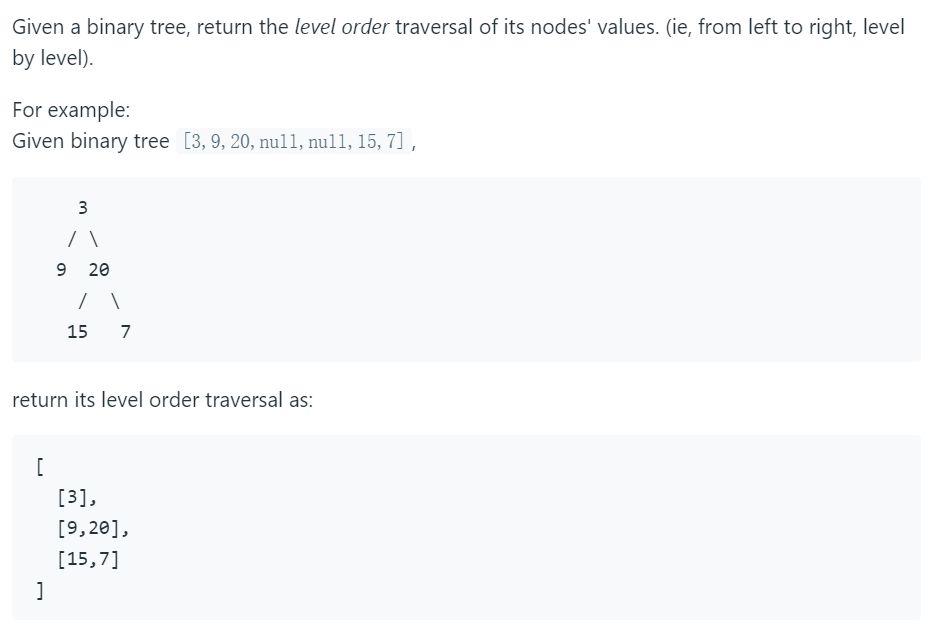 Given a binary tree, return the level order traversal of its nodes' values. (ie, from left to right, level
by level).
For example:
Given binary tree [3, 9, 20, null, null, 15, 7] ,
3
/ \
9 20
/ \
15 7
return its level order traversal as:
[
[3],
[9,20],
[15,7]
]